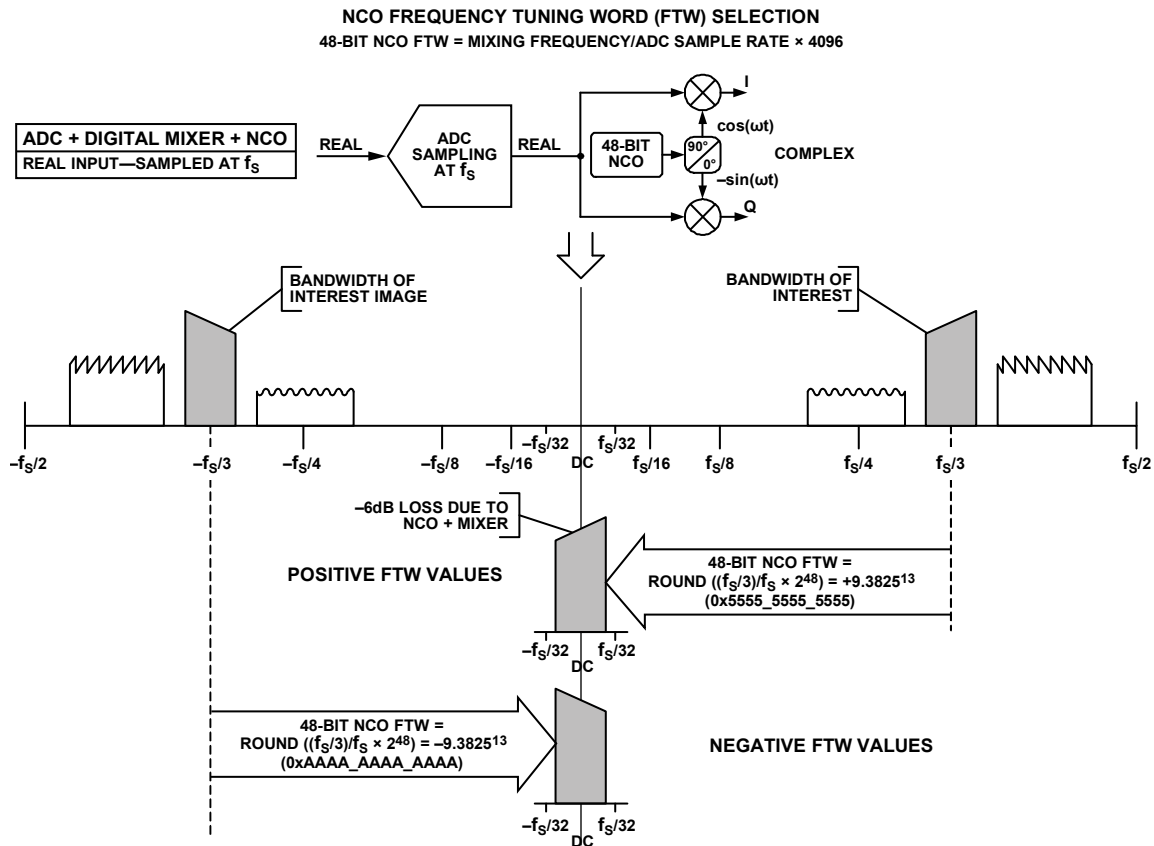 NCO FREQUENCY TUNING WORD (FTW) SELECTION
48-BIT NCO FTW = MIXING FREQUENCY/ADC SAMPLE RATE × 4096
ADC + DIGITAL MIXER + NCO
REAL INPUT—SAMPLED AT fS
REAL
ADC
SAMPLING
AT fS
REAL
48-BIT
NCO
90°
0°
I
cos(ωt)
COMPLEX
–sin(ωt)
Q
BANDWIDTH OF
INTEREST IMAGE
BANDWIDTH OF
INTEREST
–fS/2
–fS/3
–fS/4
–fS/8
–fS/16
–fS/32
DC
fS/32
fS/16
fS/8
fS/4
fS/3
fS/2
–6dB LOSS DUE TO
NCO + MIXER
POSITIVE FTW VALUES
48-BIT NCO FTW =
ROUND ((fS/3)/fS × 2^48) = +9.3825^13
(0x5555_5555_5555)
–fS/32
DC
fS/32
48-BIT NCO FTW =
ROUND ((fS/3)/fS × 2^48) = –9.3825^13
(0xAAAA_AAAA_AAAA)
NEGATIVE FTW VALUES
–fS/32
DC
fS/32